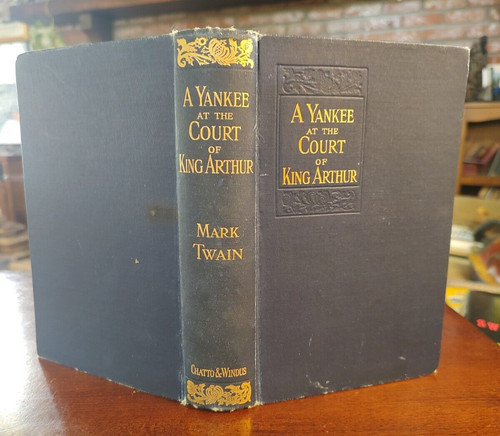 A YANKEE
AT THE
COURT
OF
KING ARTHUR
MARK
TWAIN
CHATTO & WINDUS
A YANKEE
AT THE
COURT
OF
KING ARTHUR